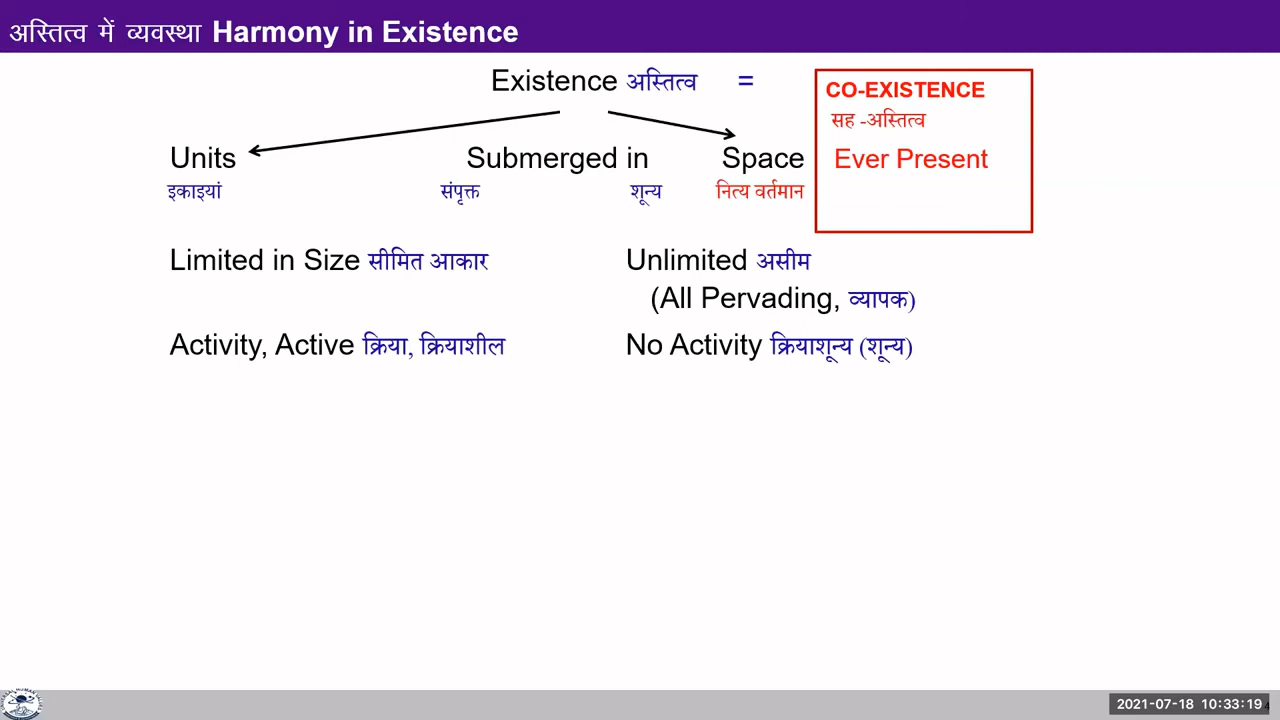 अस्तित्व में व्यवस्था Harmony in Existence
Existence अस्तित्व =
CO-EXISTENCE
सह -अस्तित्व
Units Submerged in Space Ever Present
इकाइयां संपृक्त शून्य नित्य वर्तमान
Limited in Size सीमित आकार Unlimited असीम
(All Pervading, व्यापक)
Activity, Active क्रिया, क्रियाशील No Activity क्रियाशून्य (शून्य)
2021-07-18 10:33:19